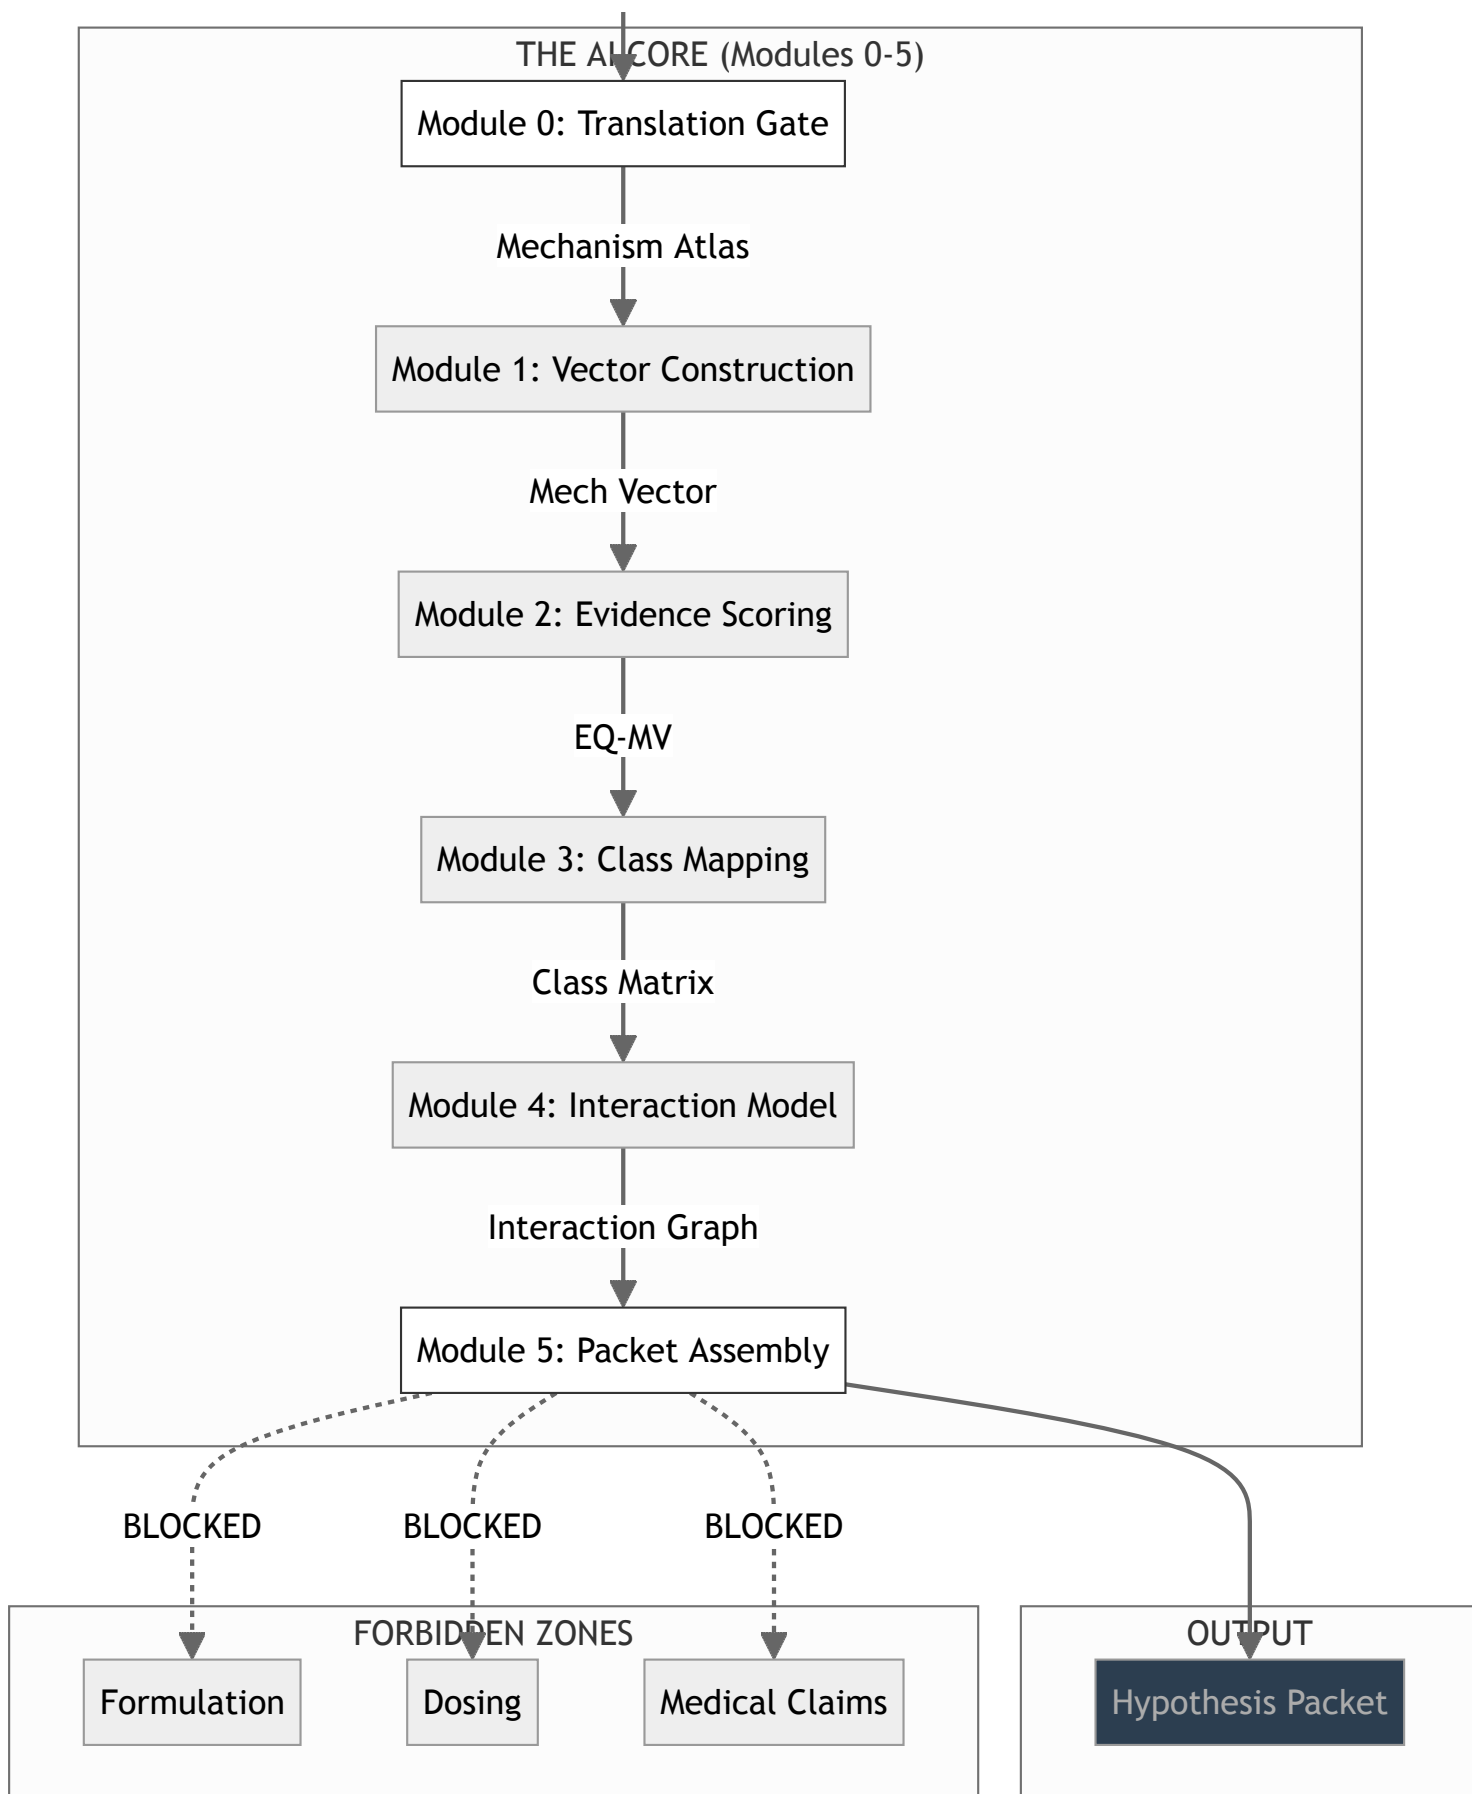 THE AI CORE (Modules 0-5)
Module 0: Translation Gate
Mechanism Atlas
Module 1: Vector Construction
Mech Vector
Module 2: Evidence Scoring
EQ-MV
Module 3: Class Mapping
Class Matrix
Module 4: Interaction Model
Interaction Graph
Module 5: Packet Assembly
BLOCKED
BLOCKED
BLOCKED
FORBIDDEN ZONES
OUTPUT
Formulation
Dosing
Medical Claims
Hypothesis Packet